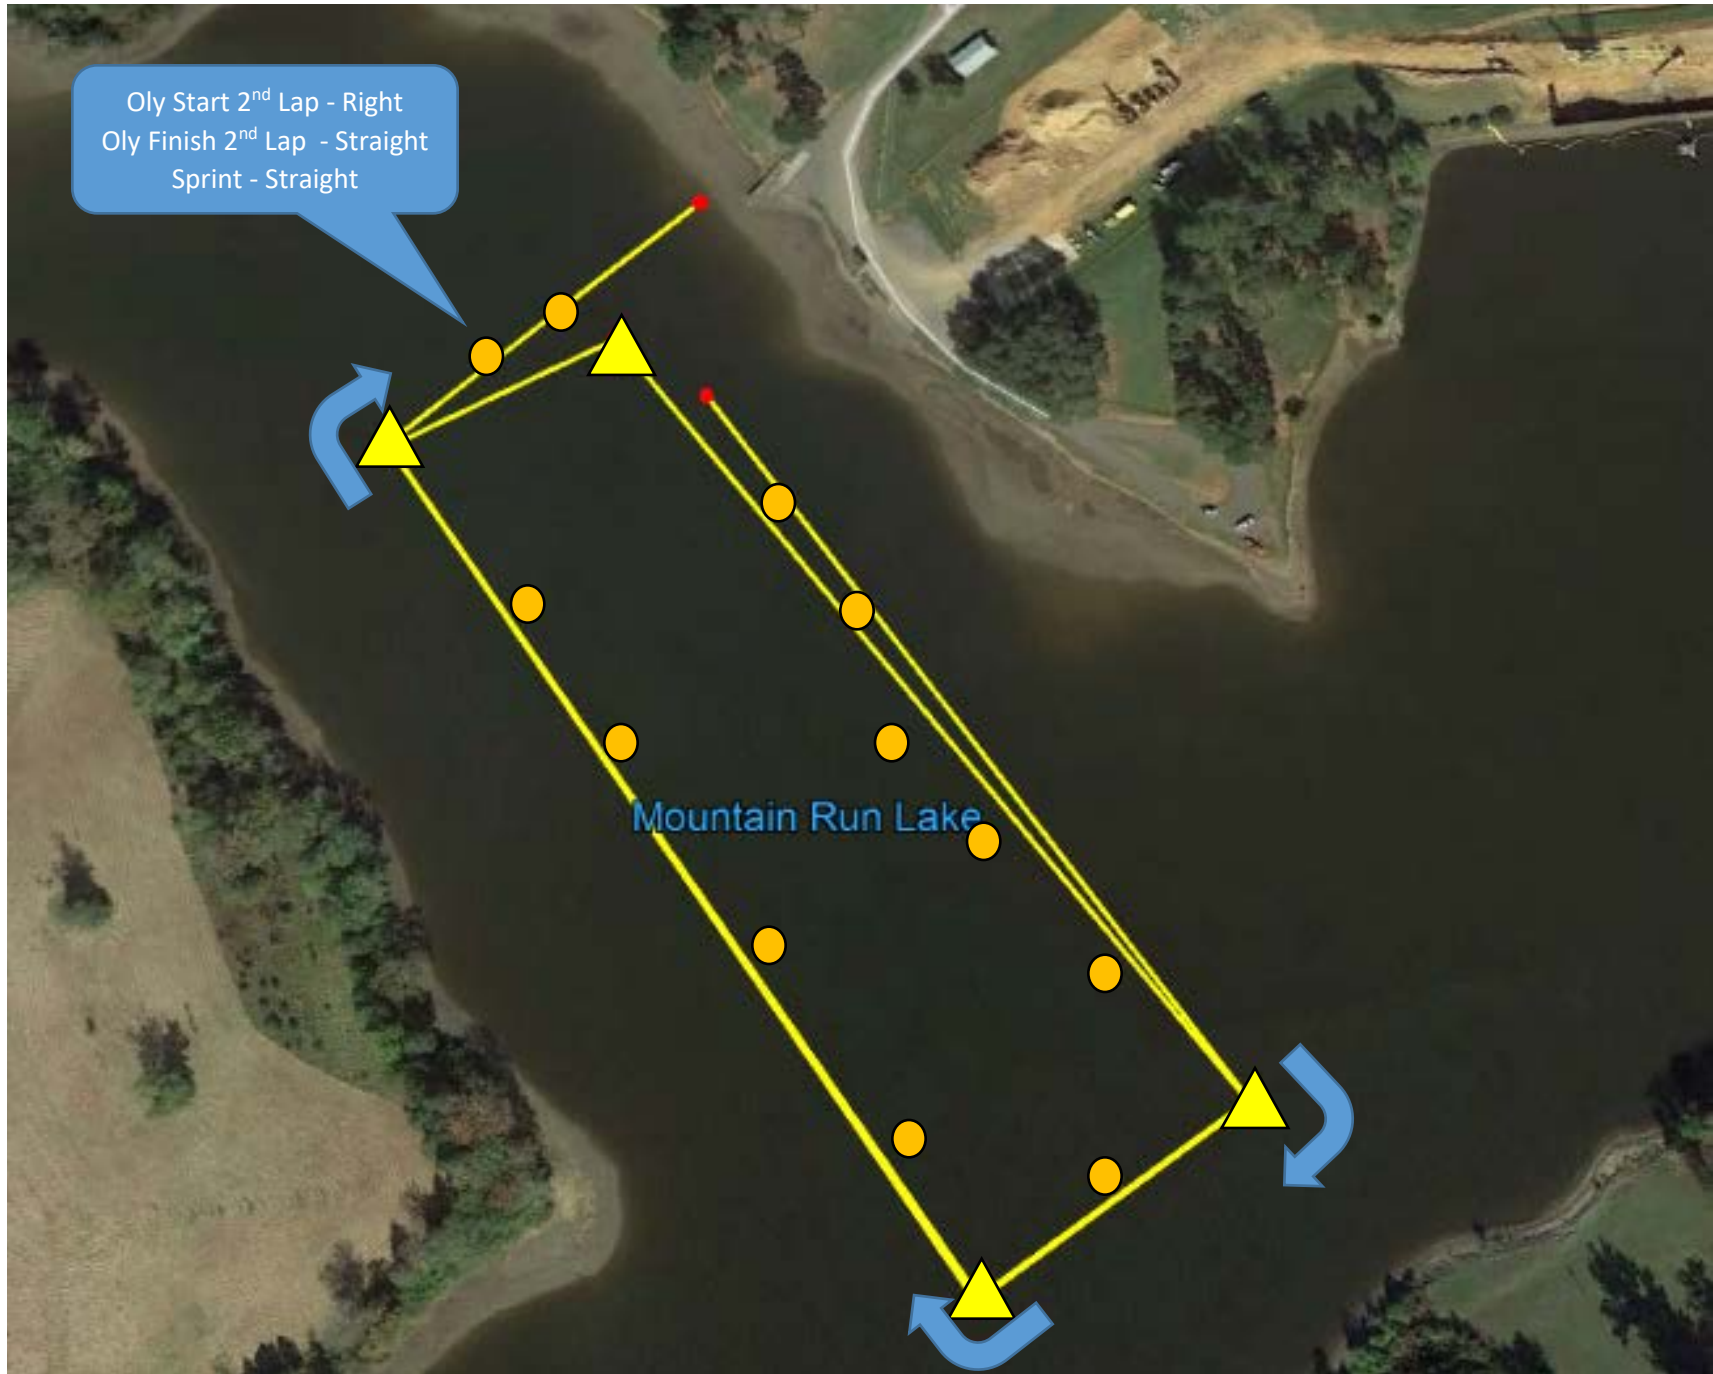 Oly Start 2nd Lap - Right
Oly Finish 2nd Lap - Straight
Sprint - Straight
Mountain Run Lake